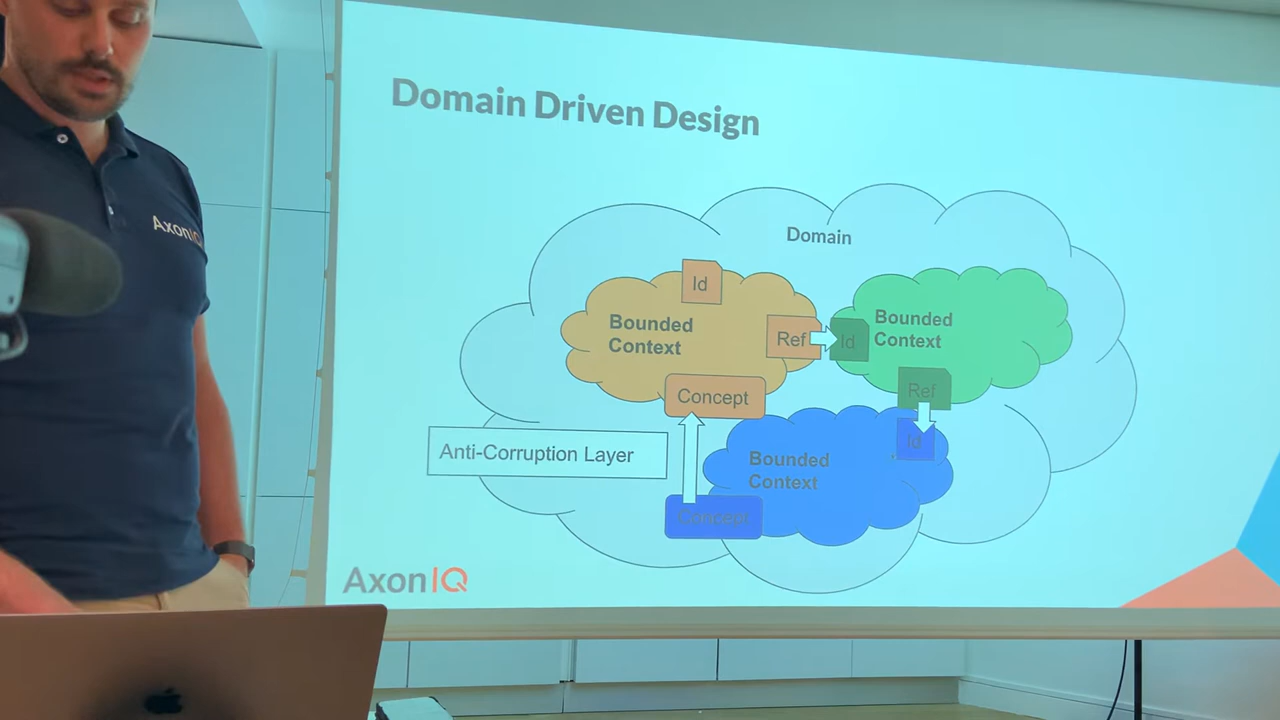 Domain Driven Design
Domain
Id
Bounded
Context
Ref
Id
Bounded
Context
Concept
Ref
Anti-Corruption Layer
Bounded
Context
Id
Concept
AxonIQ
AxonIQ